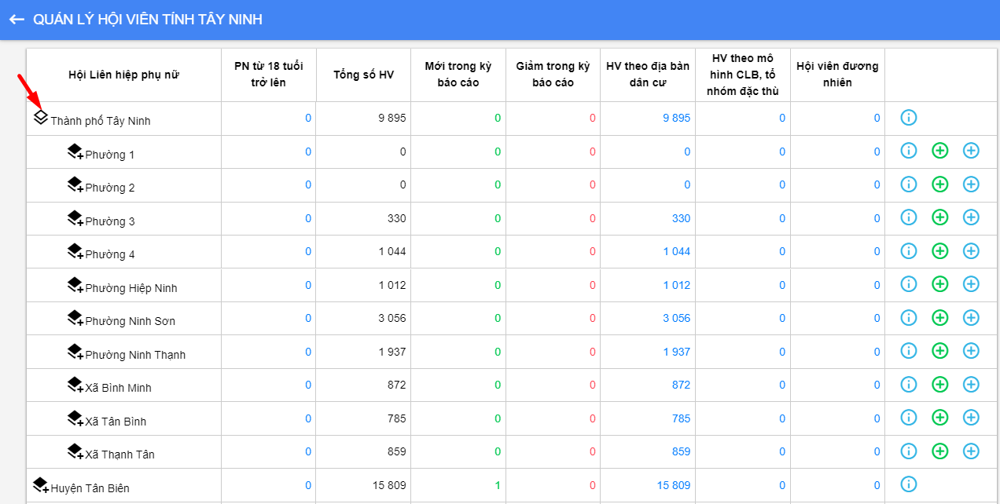 QUẢN LÝ HỘI VIÊN TỈNH TÂY NINH
Hội Liên hiệp phụ nữ
PN từ 18 tuổi
trở lên
Tổng số HV
Mới trong kỳ
báo cáo
Giảm trong kỳ
báo cáo
HV theo địa bàn
dân cư
HV theo mô
hình CLB, tổ
nhóm đặc thù
Hội viên đương
nhiên
Thành phố Tây Ninh 0 9 895 0 0 9 895 0 0
Phường 1 0 0 0 0 0 0 0
Phường 2 0 0 0 0 0 0 0
Phường 3 0 330 0 0 330 0 0
Phường 4 0 1 044 0 0 1 044 0 0
Phường Hiệp Ninh 0 1 012 0 0 1 012 0 0
Phường Ninh Sơn 0 3 056 0 0 3 056 0 0
Phường Ninh Thạnh 0 1 937 0 0 1 937 0 0
Xã Bình Minh 0 872 0 0 872 0 0
Xã Tân Bình 0 785 0 0 785 0 0
Xã Thạnh Tân 0 859 0 0 859 0 0
Huyện Tân Biên 0 15 809 1 0 15 809 0 0